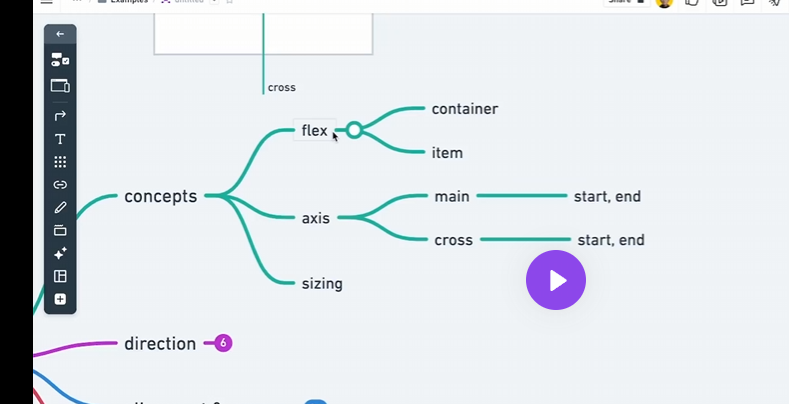 Examples
Untitled
Share
cross
container
flex
item
concepts
main
start, end
axis
cross
start, end
sizing
direction
6